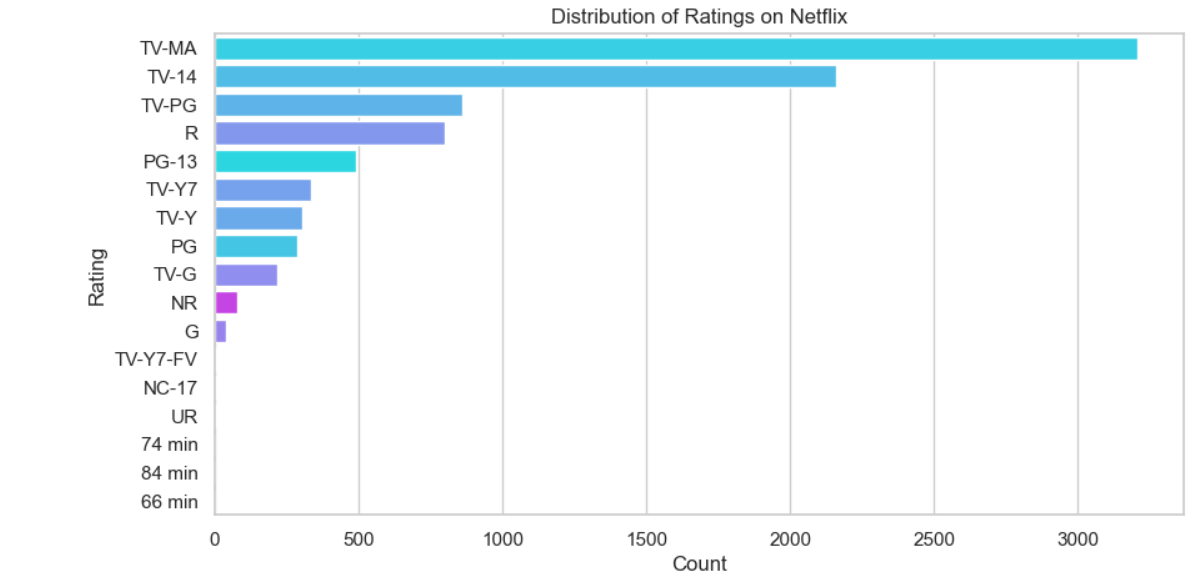 Distribution of Ratings on Netflix
TV-MA
TV-14
TV-PG
R
PG-13
TV-Y7
TV-Y
PG
TV-G
NR
G
TV-Y7-FV
NC-17
UR
74 min
84 min
66 min
Rating
0 500 1000 1500 2000 2500 3000
Count